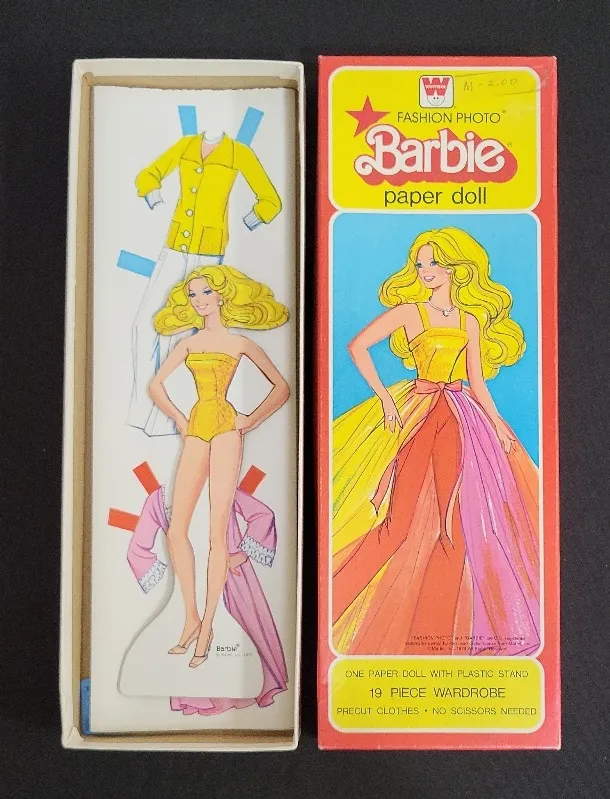 WHITMAN
M - 2.00
FASHION PHOTO®
Barbie®
paper doll
ONE PAPER DOLL WITH PLASTIC STAND
19 PIECE WARDROBE
PRECUT CLOTHES • NO SCISSORS NEEDED
Barbie®